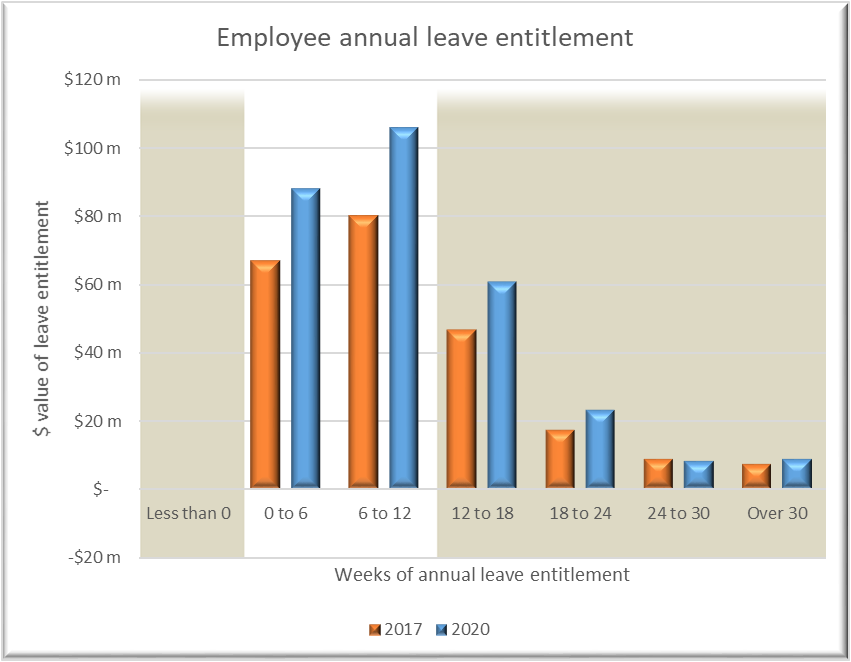 Employee annual leave entitlement
$120 m
$100 m
$80 m
$60 m
$40 m
$20 m
$-
-$20 m
$ value of leave entitlement
Less than 0
0 to 6
6 to 12
12 to 18
18 to 24
24 to 30
Over 30
Weeks of annual leave entitlement
2017
2020